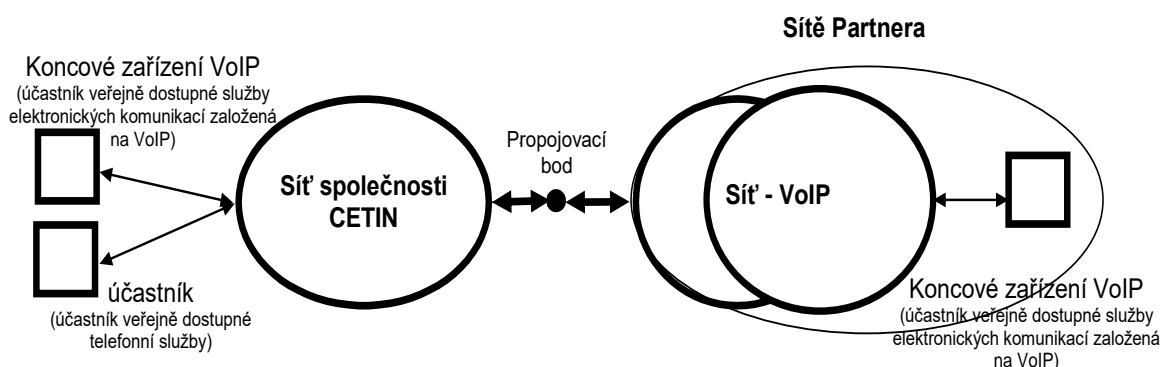 Sítě Partnera
Koncové zařízení VoIP
(účastník veřejně dostupné služby
elektronických komunikací založená
na VoIP)
Propojovací
bod
Síť společnosti
CETIN
Síť - VoIP
účastník
(účastník veřejně dostupné
telefonní služby)
Koncové zařízení VoIP
(účastník veřejně dostupné služby
elektronických komunikací založená
na VoIP)